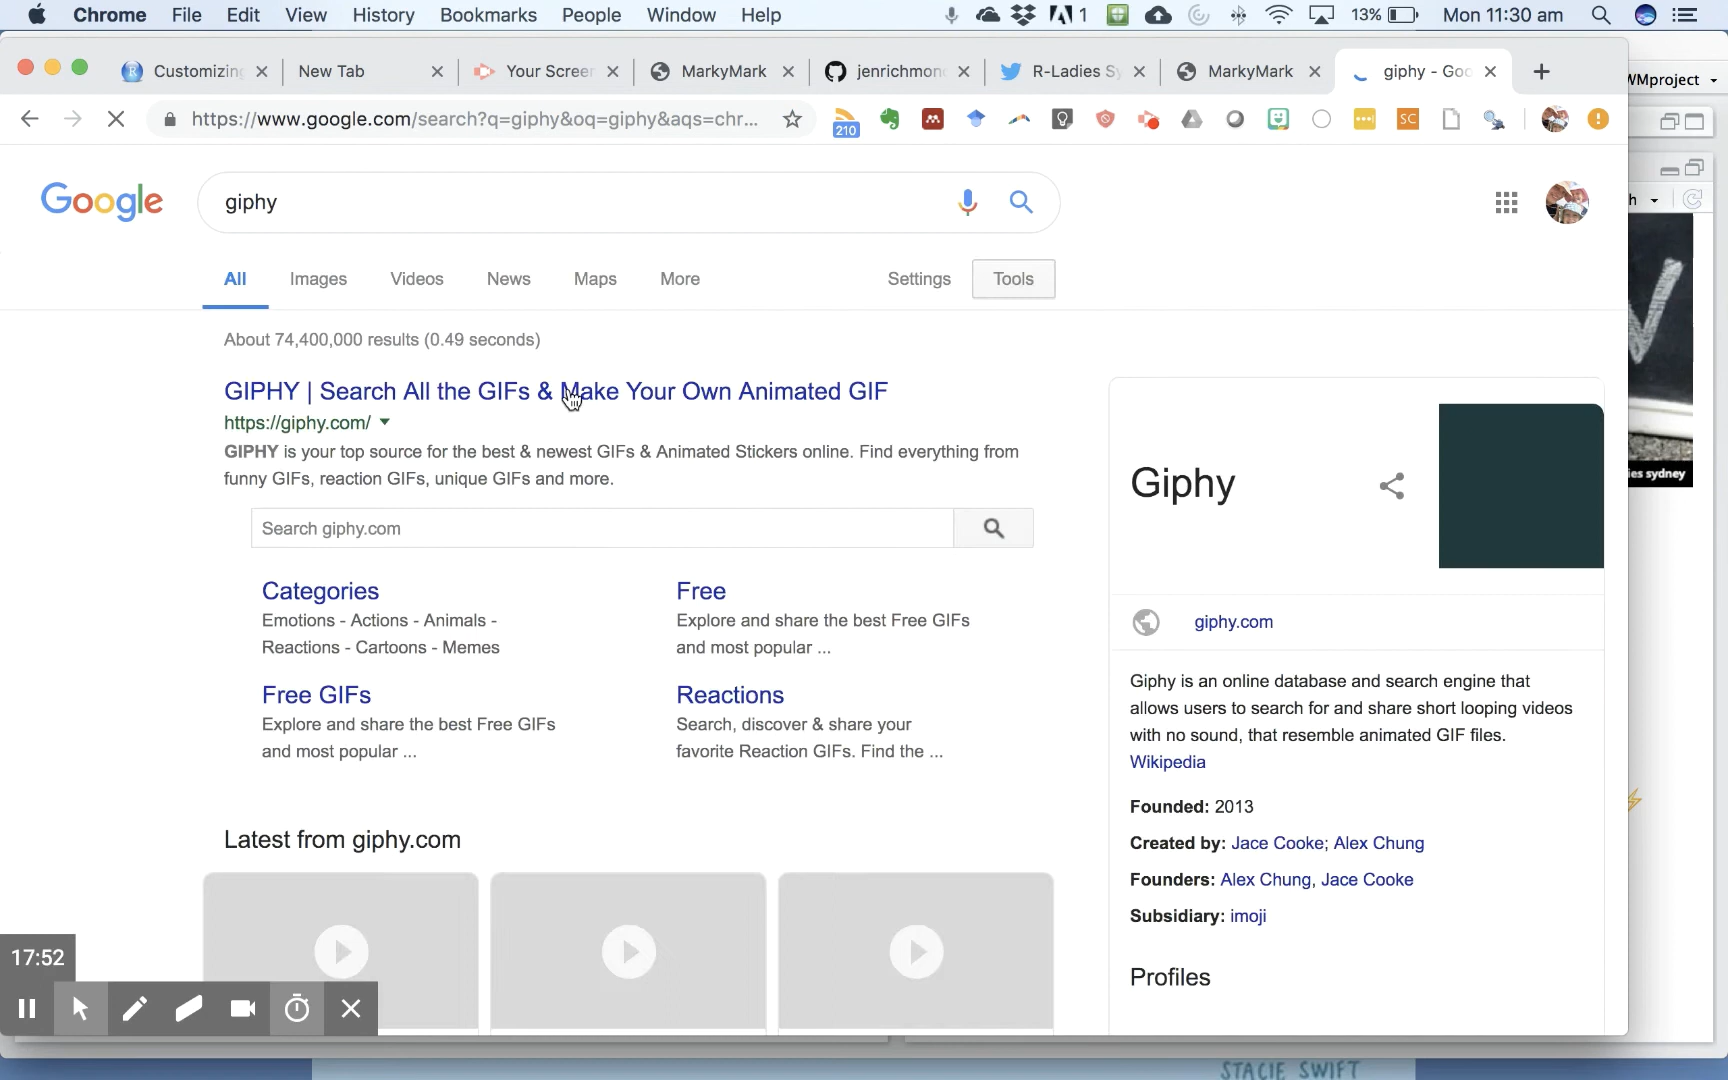 Chrome File Edit View History Bookmarks People Window Help 1 13% Mon 11:30 am
Customizing New Tab Your Screen MarkyMark jenrichmon R-Ladies Sy MarkyMark giphy - Goo
WMproject
https://www.google.com/search?q=giphy&oq=giphy&aqs=chr...
210
SC
Google
giphy
h
All Images Videos News Maps More Settings Tools
About 74,400,000 results (0.49 seconds)
GIPHY | Search All the GIFs & Make Your Own Animated GIF
https://giphy.com/
GIPHY is your top source for the best & newest GIFs & Animated Stickers online. Find everything from
funny GIFs, reaction GIFs, unique GIFs and more.
Search giphy.com
Categories
Emotions - Actions - Animals -
Reactions - Cartoons - Memes
Free
Explore and share the best Free GIFs
and most popular ...
Free GIFs
Explore and share the best Free GIFs
and most popular ...
Reactions
Search, discover & share your
favorite Reaction GIFs. Find the ...
Latest from giphy.com
Giphy
giphy.com
Giphy is an online database and search engine that
allows users to search for and share short looping videos
with no sound, that resemble animated GIF files.
Wikipedia
Founded: 2013
Created by: Jace Cooke; Alex Chung
Founders: Alex Chung, Jace Cooke
Subsidiary: imoji
Profiles
ies sydney
17:52
STACIE SWIFT